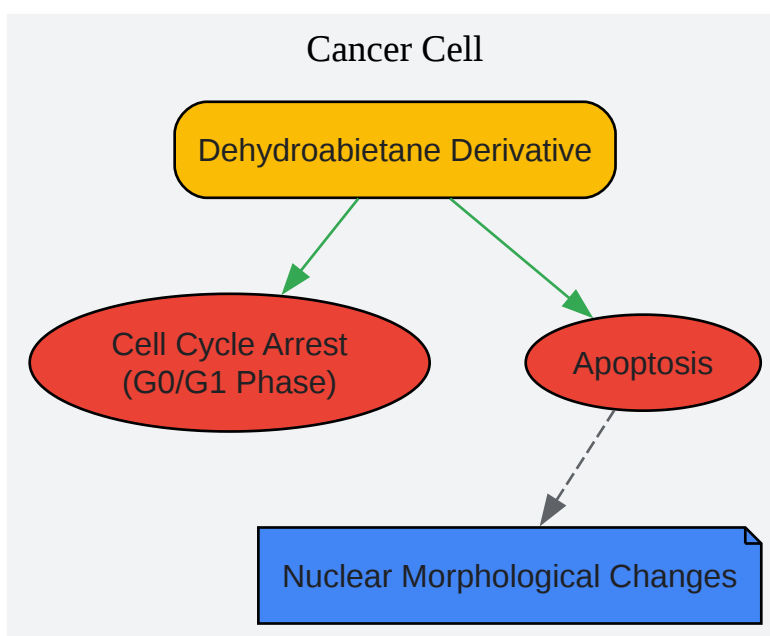 Cancer Cell
Dehydroabietane Derivative
Cell Cycle Arrest
(G0/G1 Phase)
Apoptosis
Nuclear Morphological Changes